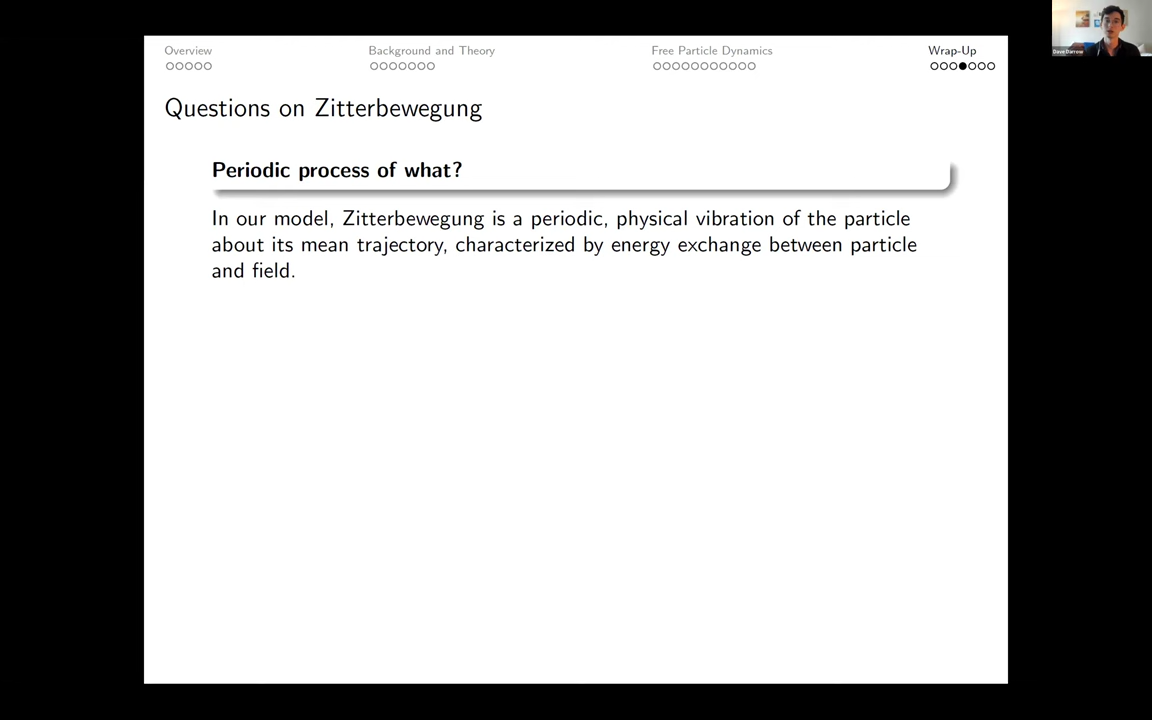 Overview
Background and Theory
Free Particle Dynamics
Wrap-Up
Questions on Zitterbewegung
Periodic process of what?
In our model, Zitterbewegung is a periodic, physical vibration of the particle
about its mean trajectory, characterized by energy exchange between particle
and field.
Dave Darrow